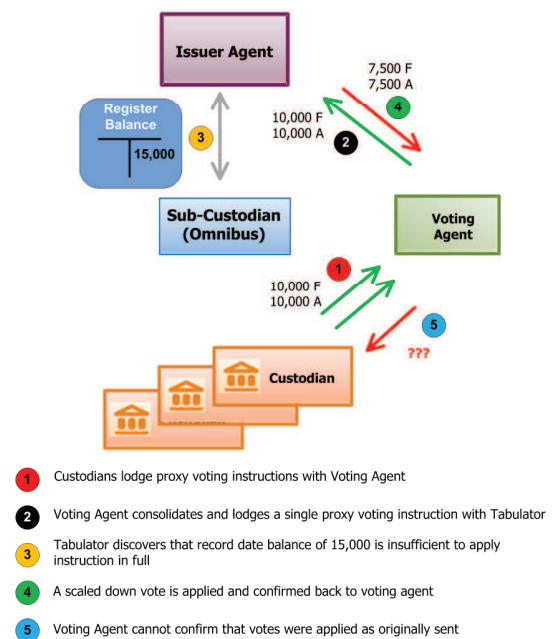 Issuer Agent
7,500 F
7,500 A
4
Register
Balance
15,000
3
10,000 F
10,000 A
2
Sub-Custodian
(Omnibus)
Voting
Agent
1
10,000 F
10,000 A
5
???
Custodian
1 Custodians lodge proxy voting instructions with Voting Agent
2 Voting Agent consolidates and lodges a single proxy voting instruction with Tabulator
3 Tabulator discovers that record date balance of 15,000 is insufficient to apply
instruction in full
4 A scaled down vote is applied and confirmed back to voting agent
5 Voting Agent cannot confirm that votes were applied as originally sent